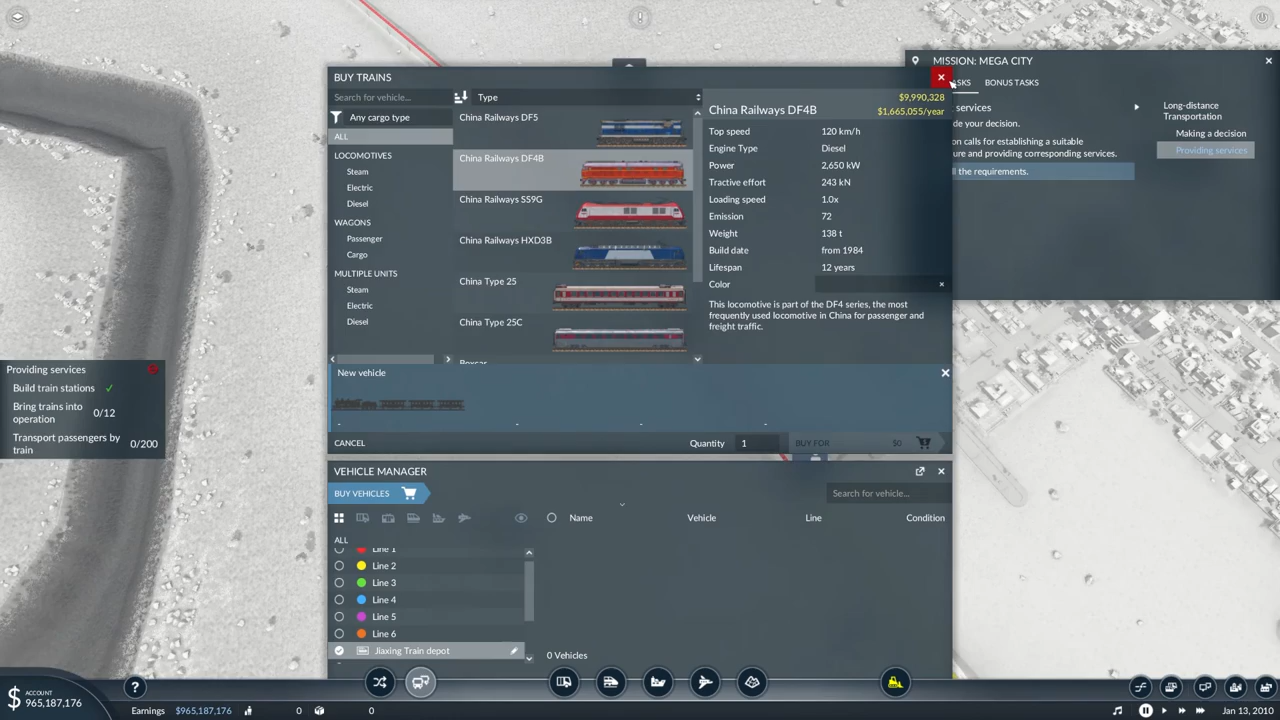 MISSION: MEGA CITY
ASKS
BONUS TASKS
services
de your decision.
on calls for establishing a suitable
ure and providing corresponding services.
ll the requirements.
Long-distance
Transportation
Making a decision
Providing services
BUY TRAINS
Search for vehicle...
Type
Any cargo type
ALL
LOCOMOTIVES
Steam
Electric
Diesel
WAGONS
Passenger
Cargo
MULTIPLE UNITS
Steam
Electric
Diesel
China Railways DF5
China Railways DF4B
China Railways SS9G
China Railways HXD3B
China Type 25
China Type 25C
Boxcar
$9,990,328
China Railways DF4B
$1,665,055/year
Top speed 120 km/h
Engine Type Diesel
Power 2,650 kW
Tractive effort 243 kN
Loading speed 1.0x
Emission 72
Weight 138 t
Build date from 1984
Lifespan 12 years
Color
This locomotive is part of the DF4 series, the most
frequently used locomotive in China for passenger and
freight traffic.
New vehicle
- - - -
CANCEL
Quantity 1
BUY FOR $0
Providing services
Build train stations
Bring trains into
operation 0/12
Transport passengers by
train 0/200
VEHICLE MANAGER
BUY VEHICLES
Search for vehicle...
Name Vehicle Line Condition
ALL
Line 1
Line 2
Line 3
Line 4
Line 5
Line 6
Jiaxing Train depot
0 Vehicles
$ ACCOUNT
965,187,176
?
Earnings $965,187,176 0 0
Jan 13, 2010